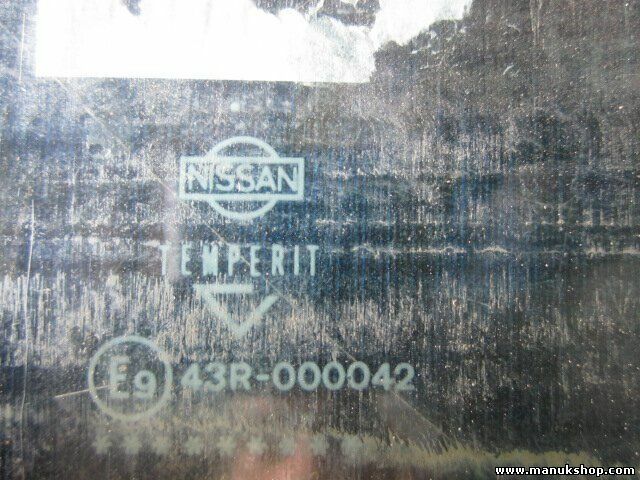 NISSAN
TEMPERIT
E9 43R-000042
www.manukshop.com